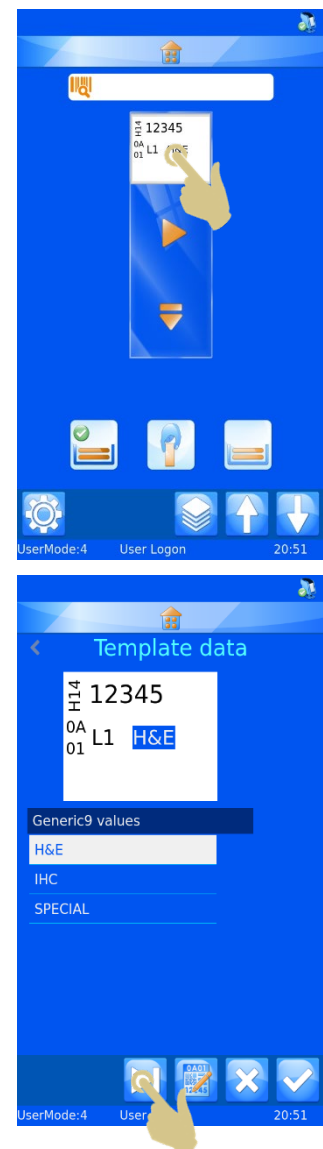 H14 12345
0A
01 L1 H&E
UserMode:4 User Logon 20:51
Template data
H14 12345
0A
01 L1 H&E
Generic9 values
H&E
IHC
SPECIAL
UserMode:4 User 20:51